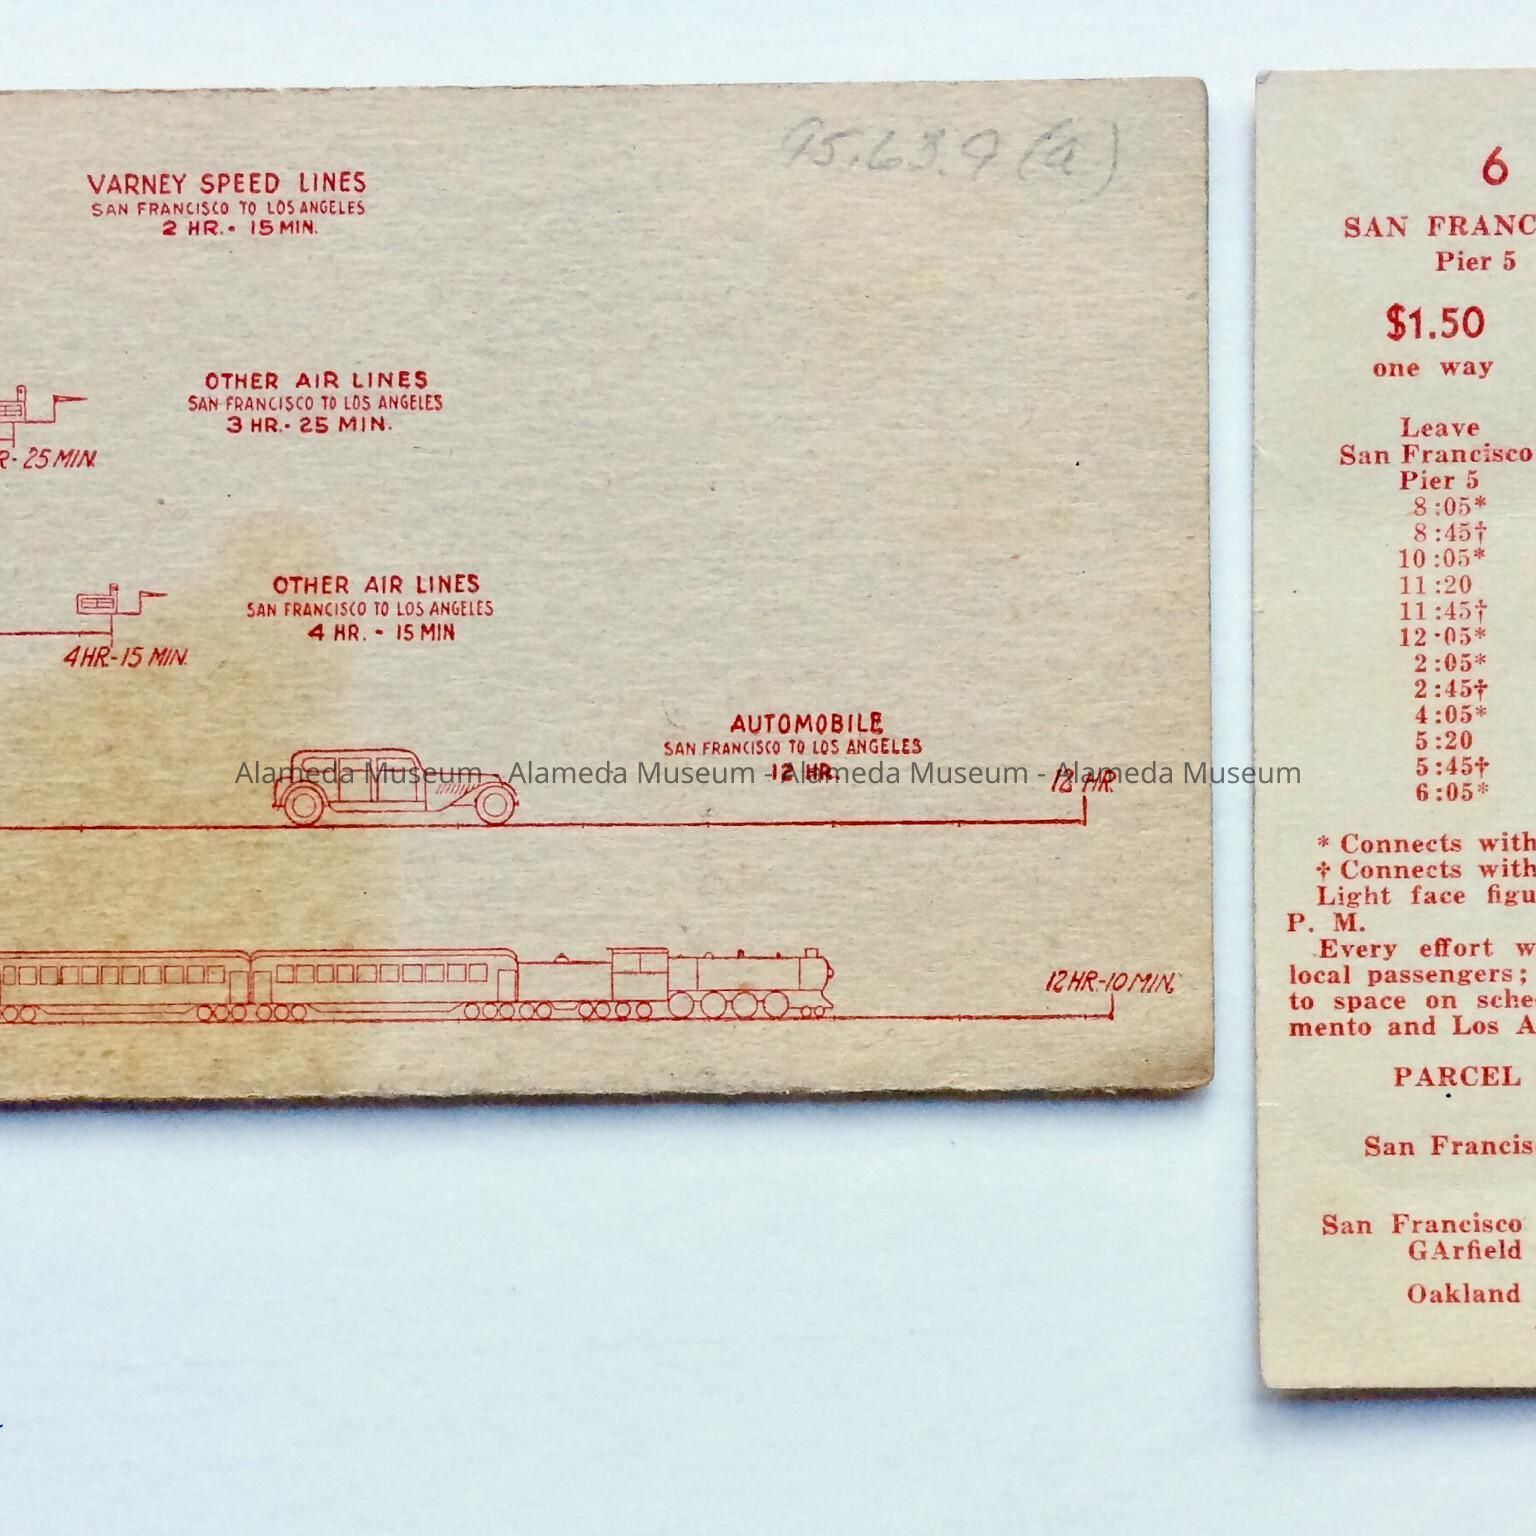 95.63.9 (a.)
VARNEY SPEED LINES
SAN FRANCISCO TO LOS ANGELES
2 HR. - 15 MIN.
OTHER AIR LINES
SAN FRANCISCO TO LOS ANGELES
3 HR. - 25 MIN.
R - 25 MIN.
OTHER AIR LINES
SAN FRANCISCO TO LOS ANGELES
4 HR. - 15 MIN
4 HR. - 15 MIN.
AUTOMOBILE
SAN FRANCISCO TO LOS ANGELES
12 HR.
12 HR.
Alameda Museum - Alameda Museum - Alameda Museum - Alameda Museum
12 HR. - 10 MIN.
6
SAN FRANC
Pier 5
$1.50
one way
Leave
San Francisco
Pier 5
8:05*
8:45†
10:05*
11:20
11:45†
12:05*
2:05*
2:45†
4:05*
5:20
5:45†
6:05*
* Connects with
† Connects with
Light face figu
P. M.
Every effort w
local passengers;
to space on sche
mento and Los A
PARCEL
San Francis
San Francisco
GArfield
Oakland